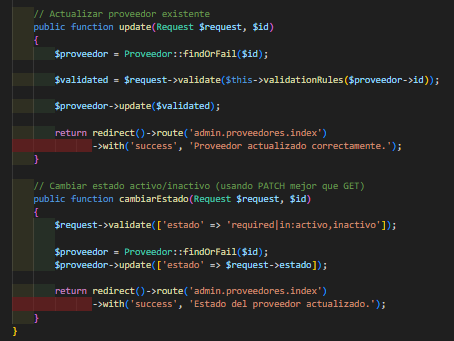 // Actualizar proveedor existente
public function update(Request $request, $id)
{
$proveedor = Proveedor::findOrFail($id);
$validated = $request->validate($this->validationRules($proveedor->id));
$proveedor->update($validated);
return redirect()->route('admin.proveedores.index')
->with('success', 'Proveedor actualizado correctamente.');
}
// Cambiar estado activo/inactivo (usando PATCH mejor que GET)
public function cambiarEstado(Request $request, $id)
{
$request->validate(['estado' => 'required|in:activo,inactivo']);
$proveedor = Proveedor::findOrFail($id);
$proveedor->update(['estado' => $request->estado]);
return redirect()->route('admin.proveedores.index')
->with('success', 'Estado del proveedor actualizado.');
}
}